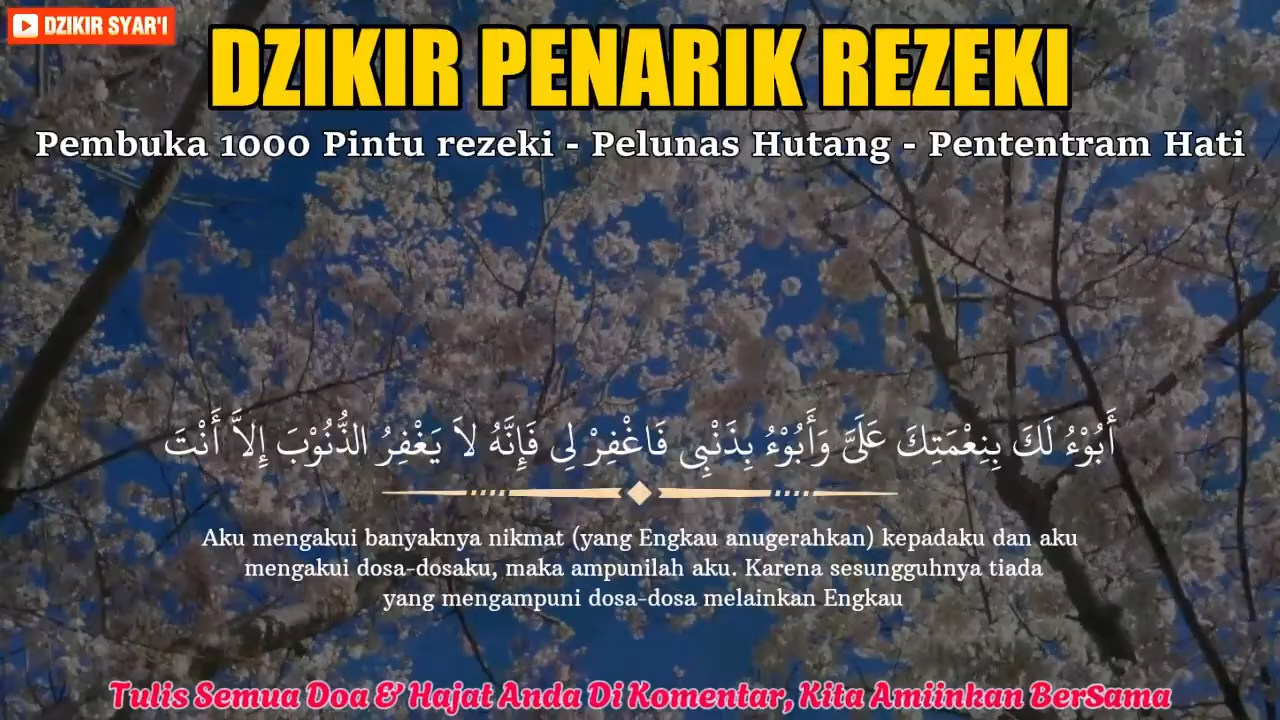 DZIKIR SYAR'I
DZIKIR PENARIK REZEKI
Pembuka 1000 Pintu rezeki - Pelunas Hutang - Pententram Hati
أَبُوْءُ لَكَ بِنِعْمَتِكَ عَلَيَّ وَأَبُوْءُ بِذَنْبِي فَاغْفِرْ لِي فَإِنَّهُ لاَ يَغْفِرُ الذُّنُوْبَ إِلاَّ أَنْتَ
Aku mengakui banyaknya nikmat (yang Engkau anugerahkan) kepadaku dan aku
mengakui dosa-dosaku, maka ampunilah aku. Karena sesungguhnya tiada
yang mengampuni dosa-dosa melainkan Engkau
Tulis Semua Doa & Hajat Anda Di Komentar, Kita Amiinkan BerSama